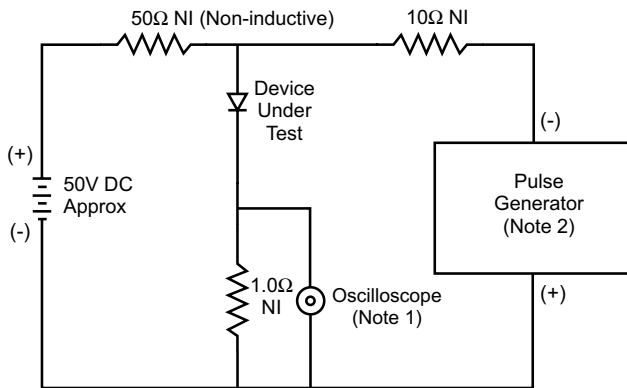 50Ω NI (Non-inductive)
10Ω NI
Device
Under
Test
(+)
50V DC
Approx
(-)
(-)
Pulse
Generator
(Note 2)
(+)
1.0Ω
NI
Oscilloscope
(Note 1)